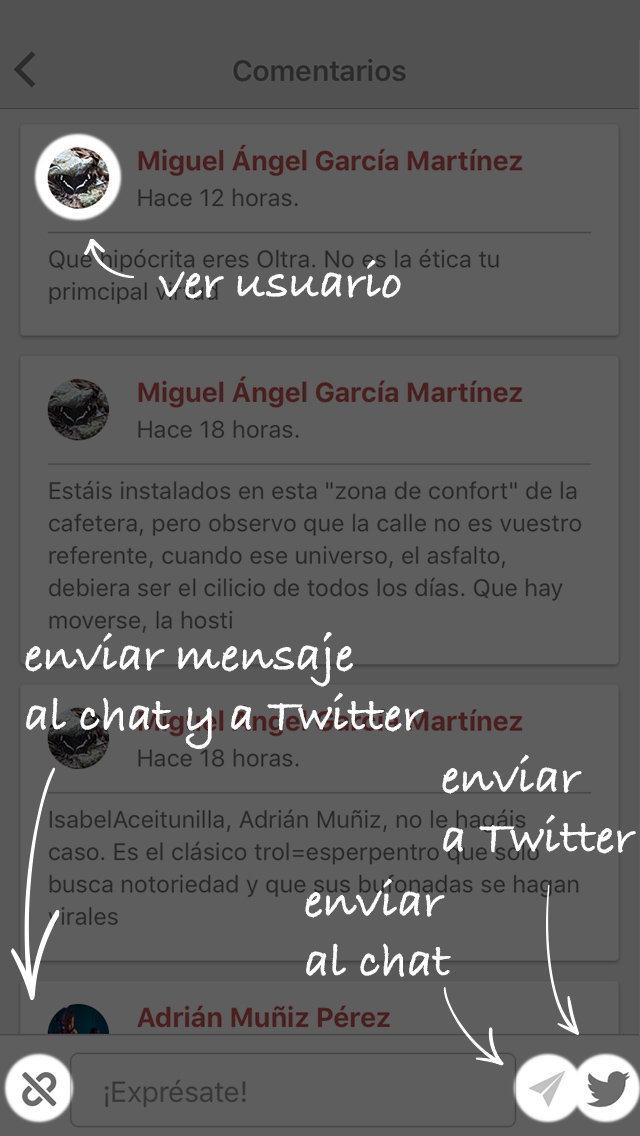 Comentarios
Miguel Ángel García Martínez
Hace 12 horas.
Que hipócrita eres Oltra. No es la ética tu
primcipal virtud
ver usuario
Miguel Ángel García Martínez
Hace 18 horas.
Estáis instalados en esta "zona de confort" de la
cafetera, pero observo que la calle no es vuestro
referente, cuando ese universo, el asfalto,
debiera ser el cilicio de todos los días. Que hay
moverse, la hosti
enviar mensaje
al chat y a Twitter
Miguel Ángel García Martínez
Hace 18 horas.
enviar
a Twitter
IsabelAceitunilla, Adrián Muñiz, no le hagáis
caso. Es el clásico trol=esperpentro que sólo
busca notoriedad y que sus bufonadas se hagan
virales
enviar
al chat
Adrián Muñiz Pérez
¡Exprésate!